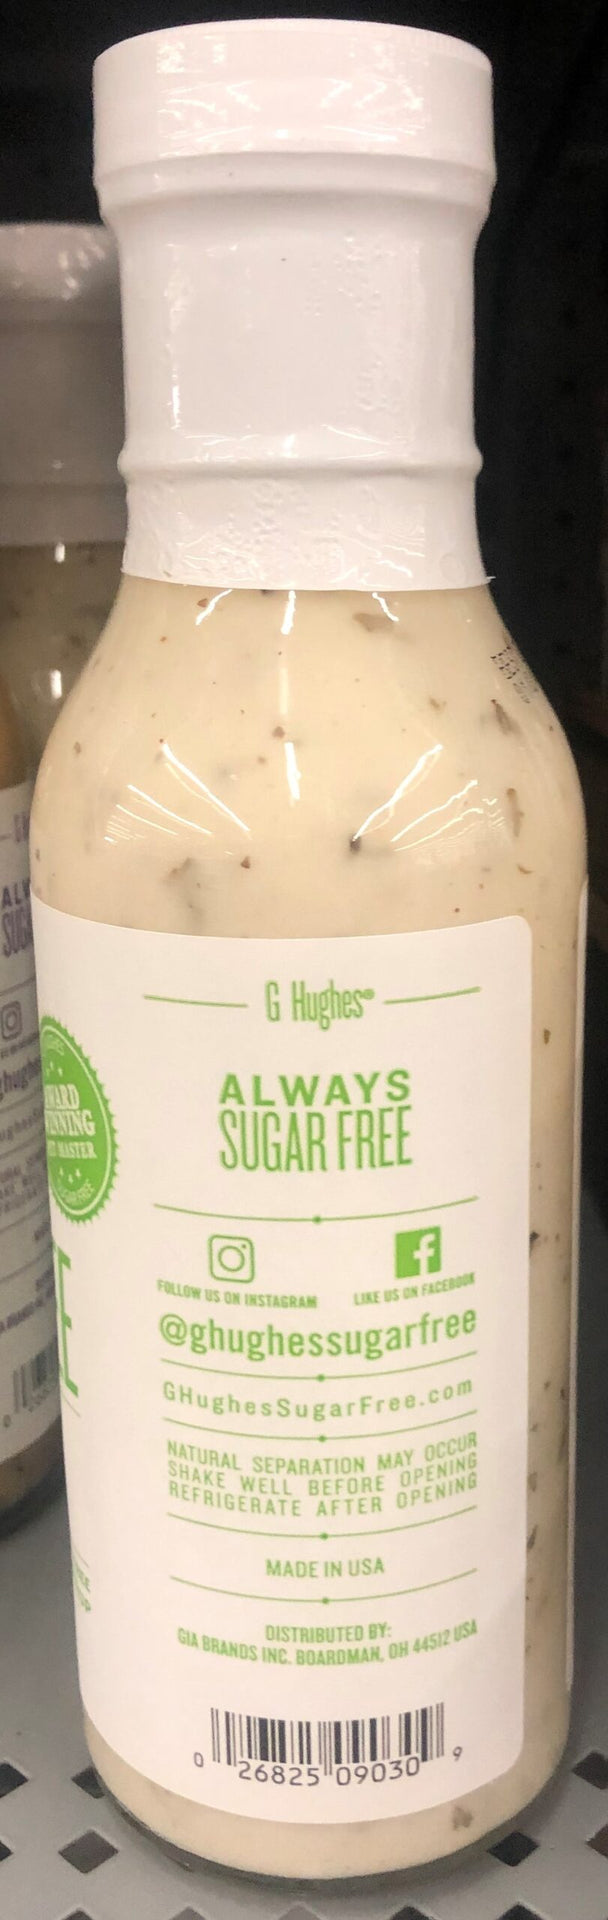 G Hughes®
ALWAYS
SUGAR FREE
FOLLOW US ON INSTAGRAM
LIKE US ON FACEBOOK
@ghughessugarfree
GHughesSugarFree.com
NATURAL SEPARATION MAY OCCUR
SHAKE WELL BEFORE OPENING
REFRIGERATE AFTER OPENING
MADE IN USA
DISTRIBUTED BY:
GIA BRANDS INC. BOARDMAN, OH 44512 USA
0 26825 09030 9
SUGAR FREE